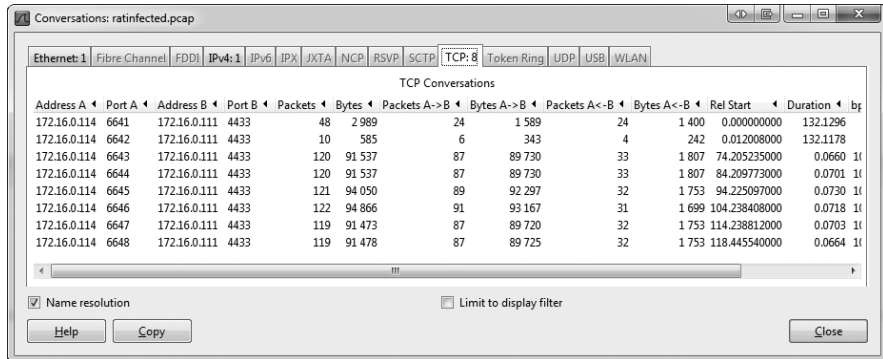 Conversations: ratinfected.pcap
Ethernet: 1 Fibre Channel FDDI IPv4: 1 IPv6 IPX JXTA NCP RSVP SCTP TCP: 8 Token Ring UDP USB WLAN
TCP Conversations
Address A Port A Address B Port B Packets Bytes Packets A->B Bytes A->B Packets A<-B Bytes A<-B Rel Start Duration
172.16.0.114 6641 172.16.0.111 4433 48 2 989 24 1 589 24 1 400 0.000000000 132.1296
172.16.0.114 6642 172.16.0.111 4433 10 585 6 343 4 242 0.012008000 132.1178
172.16.0.114 6643 172.16.0.111 4433 120 91 537 87 89 730 33 1 807 74.205235000 0.0660
172.16.0.114 6644 172.16.0.111 4433 120 91 537 87 89 730 33 1 807 84.209773000 0.0701
172.16.0.114 6645 172.16.0.111 4433 121 94 050 89 92 297 32 1 753 94.225097000 0.0730
172.16.0.114 6646 172.16.0.111 4433 122 94 866 91 93 167 31 1 699 104.238408000 0.0718
172.16.0.114 6647 172.16.0.111 4433 119 91 473 87 89 720 32 1 753 114.238812000 0.0703
172.16.0.114 6648 172.16.0.111 4433 119 91 478 87 89 725 32 1 753 118.445540000 0.0664
Name resolution
Limit to display filter
Help
Copy
Close